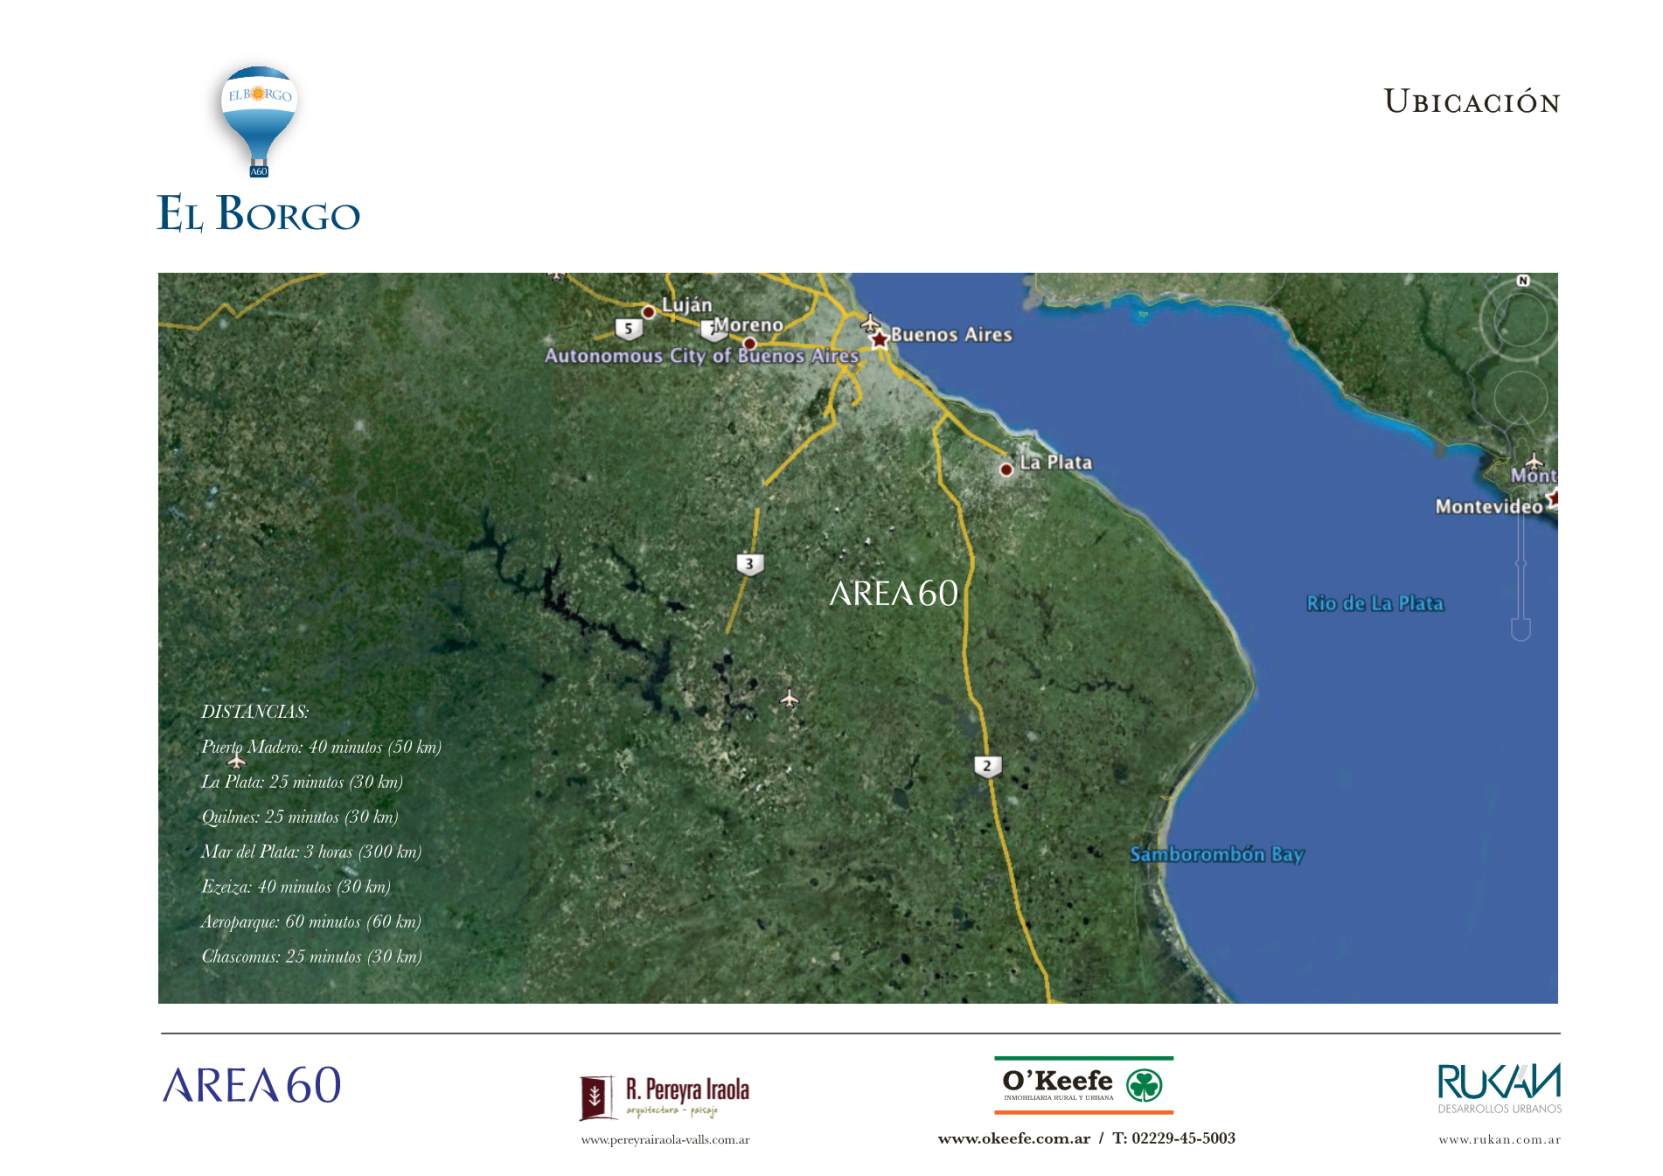 EL BORGO
A60
UBICACIÓN
EL BORGO
N
Luján
5
7
Moreno
Buenos Aires
Autonomous City of Buenos Aires
La Plata
Mont
Montevideo
3
AREA60
Rio de La Plata
DISTANCIAS:
Puerto Madero: 40 minutos (50 km)
La Plata: 25 minutos (30 km)
2
Quilmes: 25 minutos (30 km)
Mar del Plata: 3 horas (300 km)
Samborombón Bay
Ezeiza: 40 minutos (30 km)
Aeroparque: 60 minutos (60 km)
Chascomus: 25 minutos (30 km)
AREA60
R. Pereyra Iraola
arquitectura - paisaje
www.pereyrairaola-valls.com.ar
O'Keefe
INMOBILIARIA RURAL Y URBANA
www.okeefe.com.ar / T: 02229-45-5003
RUKAN
DESARROLLOS URBANOS
www.rukan.com.ar